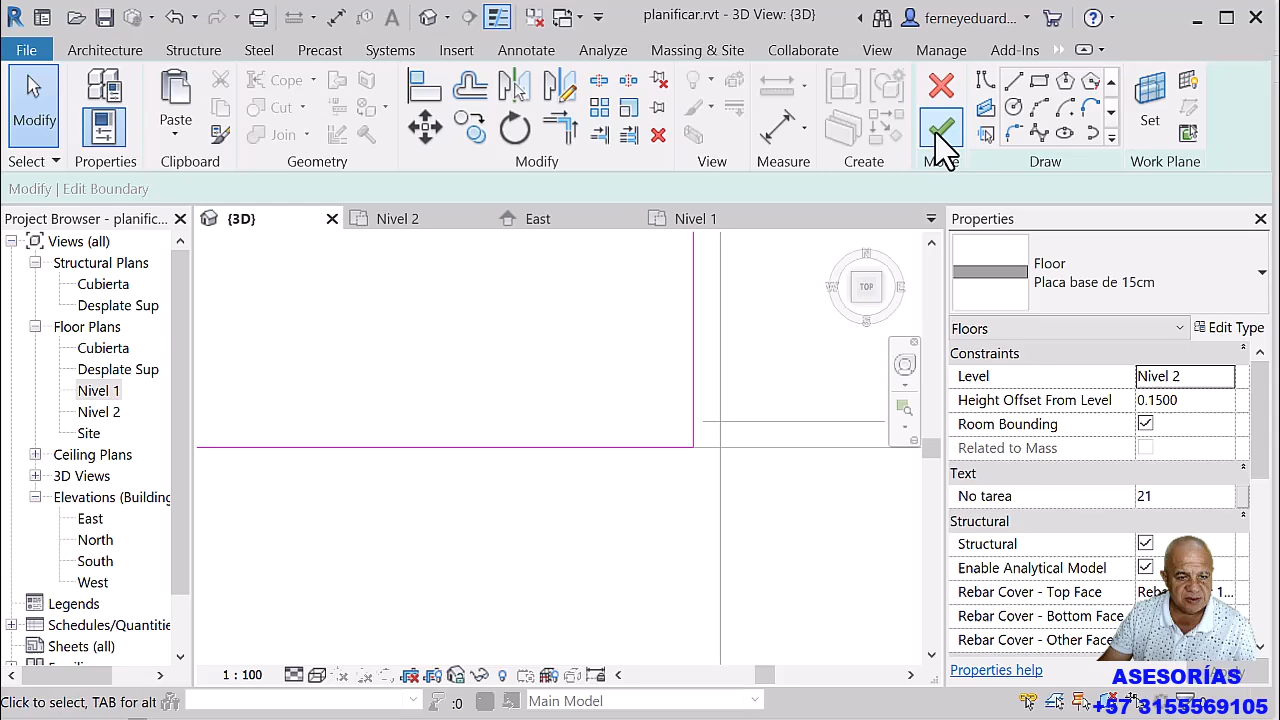 planificar.rvt - 3D View: {3D}
ferneyeduard...
File
Architecture
Structure
Steel
Precast
Systems
Insert
Annotate
Analyze
Massing & Site
Collaborate
View
Manage
Add-Ins
Modify
Select
Properties
Paste
Clipboard
Cope
Cut
Join
Geometry
Modify
View
Measure
Create
Draw
Set
Work Plane
Modify | Edit Boundary
Project Browser - planific...
{3D}
Nivel 2
East
Nivel 1
Properties
Views (all)
Structural Plans
Cubierta
Desplate Sup
Floor Plans
Cubierta
Desplate Sup
Nivel 1
Nivel 2
Site
Ceiling Plans
3D Views
Elevations (Building
East
North
South
West
Legends
Schedules/Quantitie
Sheets (all)
TOP
Floor
Placa base de 15cm
Floors
Edit Type
Constraints
Level Nivel 2
Height Offset From Level 0.1500
Room Bounding
Related to Mass
Text
No tarea 21
Structural
Structural
Enable Analytical Model
Rebar Cover - Top Face
Rebar Cover - Bottom Face
Rebar Cover - Other Face
Properties help
1 : 100
Click to select, TAB for alt
:0
Main Model
ASESORÍAS
+57 3155569105